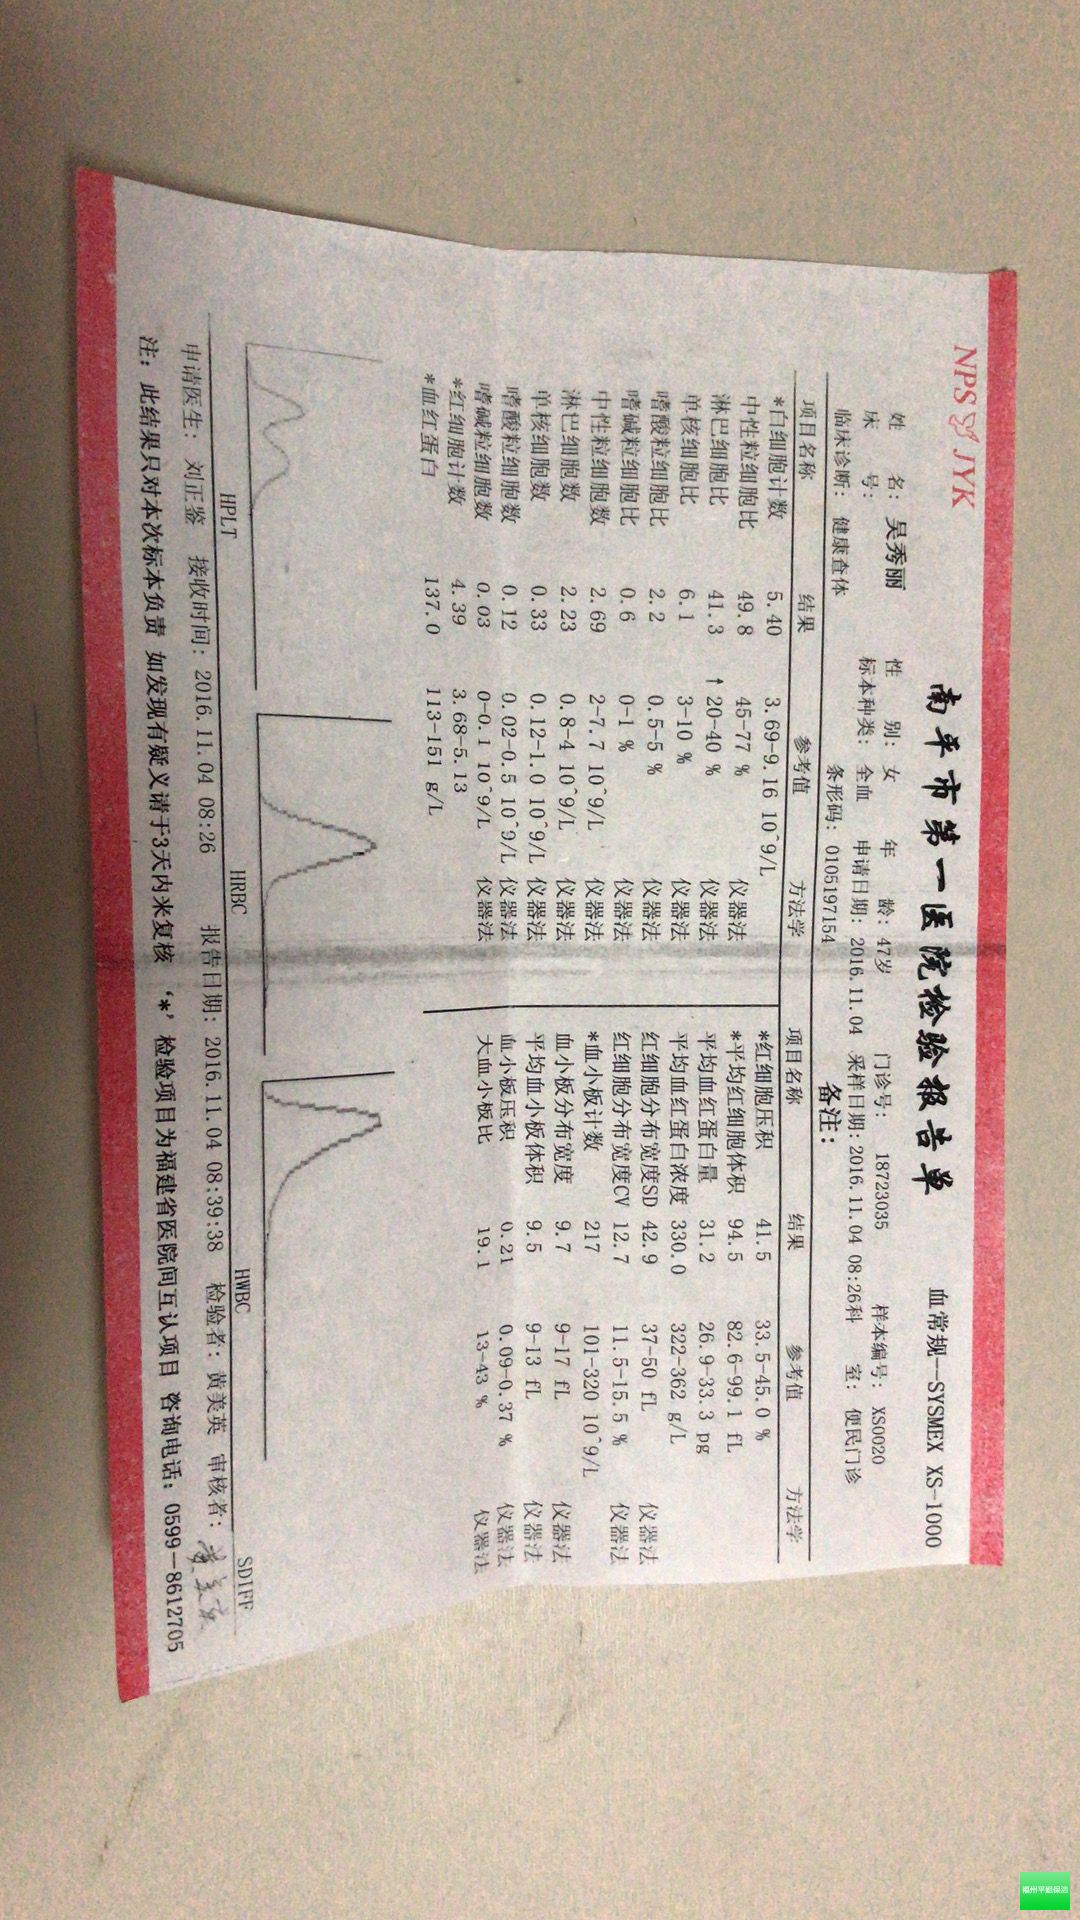 NPS JYK
南平市第一医院检验报告单
血常规--SYSMEX XS-1000
姓 名: 吴秀丽 性 别: 女 年 龄: 47岁 门诊号: 18723035 样本编号: XS0020
床 号: 标本种类: 全血 申请日期: 2016.11.04 采样日期:2016.11.04 08:26科 室: 便民门诊
临床诊断: 健康查体 条形码: 0105197154 备注:
项目名称 结果 参考值 方法学 项目名称 结果 参考值 方法学
*白细胞计数 5.40 3.69-9.16 10^9/L *红细胞压积 41.5 33.5-45.0 %
中性粒细胞比 49.8 45-77 % 仪器法 *平均红细胞体积 94.5 82.6-99.1 fL
淋巴细胞比 41.3 ↑ 20-40 % 仪器法 平均血红蛋白量 31.2 26.9-33.3 pg
单核细胞比 6.1 3-10 % 仪器法 平均血红蛋白浓度 330.0 322-362 g/L
嗜酸粒细胞比 2.2 0.5-5 % 仪器法 红细胞分布宽度SD 42.9 37-50 fL 仪器法
嗜碱粒细胞比 0.6 0-1 % 仪器法 红细胞分布宽度CV 12.7 11.5-15.5 % 仪器法
中性粒细胞数 2.69 2-7.7 10^9/L 仪器法 *血小板计数 217 101-320 10^9/L
淋巴细胞数 2.23 0.8-4 10^9/L 仪器法 血小板分布宽度 9.7 9-17 fL 仪器法
单核细胞数 0.33 0.12-1.0 10^9/L 仪器法 平均血小板体积 9.5 9-13 fL 仪器法
嗜酸粒细胞数 0.12 0.02-0.5 10^9/L 仪器法 血小板压积 0.21 0.09-0.37 % 仪器法
嗜碱粒细胞数 0.03 0-0.1 10^9/L 仪器法 大血小板比 19.1 13-43 % 仪器法
*红细胞计数 4.39 3.68-5.13
*血红蛋白 137.0 113-151 g/L
HPLT HRBC HWBC SDIFF
申请医生: 刘正鉴 接收时间: 2016.11.04 08:26 报告日期: 2016.11.04 08:39:38 检验者: 黄美英 审核者: 黄美英
注: 此结果只对本次标本负责 如发现有疑义请于3天内来复核 '*' 检验项目为福建省医院间互认项目 咨询电话: 0599-8612705
福州平姐保洁